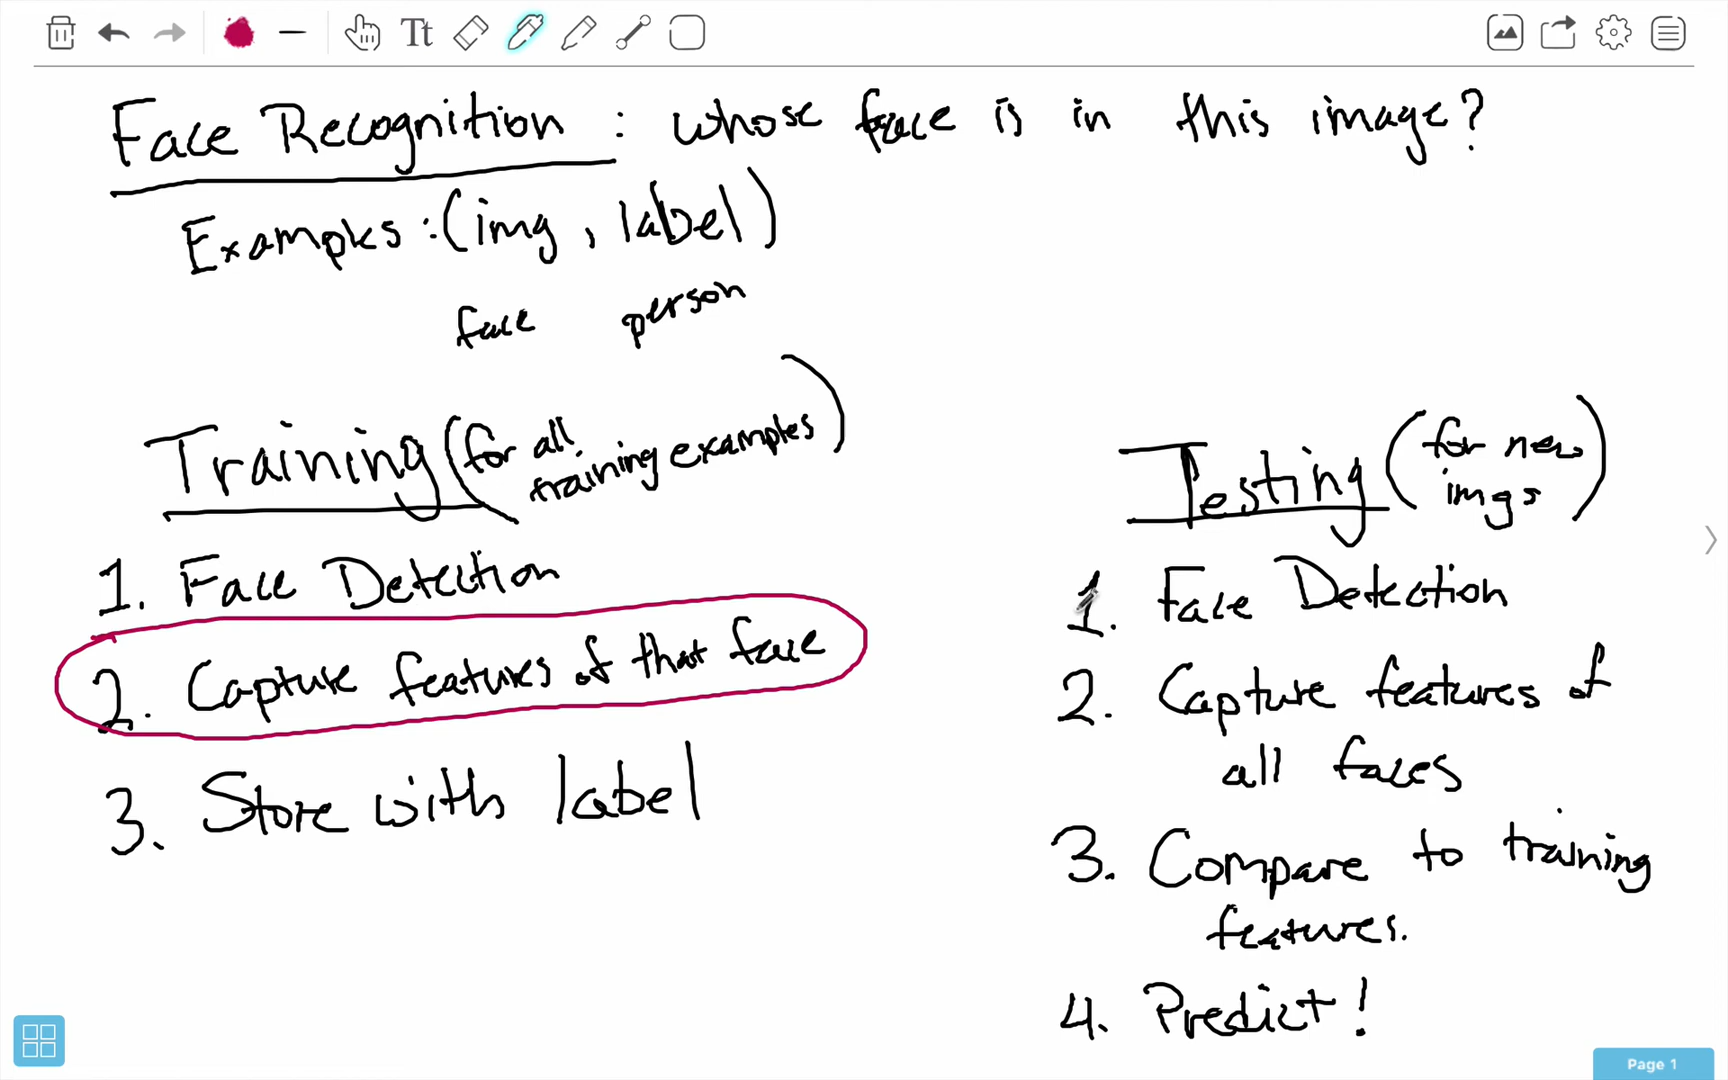 Tt
Face Recognition : whose face is in this image?
Examples : (img , label)
face person
Training (for all
training examples)
1. Face Detection
2. Capture features of that face
3. Store with label
Testing (for new
imgs)
1. Face Detection
2. Capture features of
all faces
3. Compare to training
features.
4. Predict!
Page 1